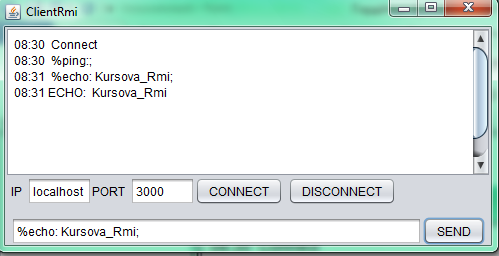 ClientRmi
08:30 Connect
08:30 %ping:;
08:31 %echo: Kursova_Rmi;
08:31 ECHO: Kursova_Rmi
IP localhost PORT 3000 CONNECT DISCONNECT
%echo: Kursova_Rmi; SEND